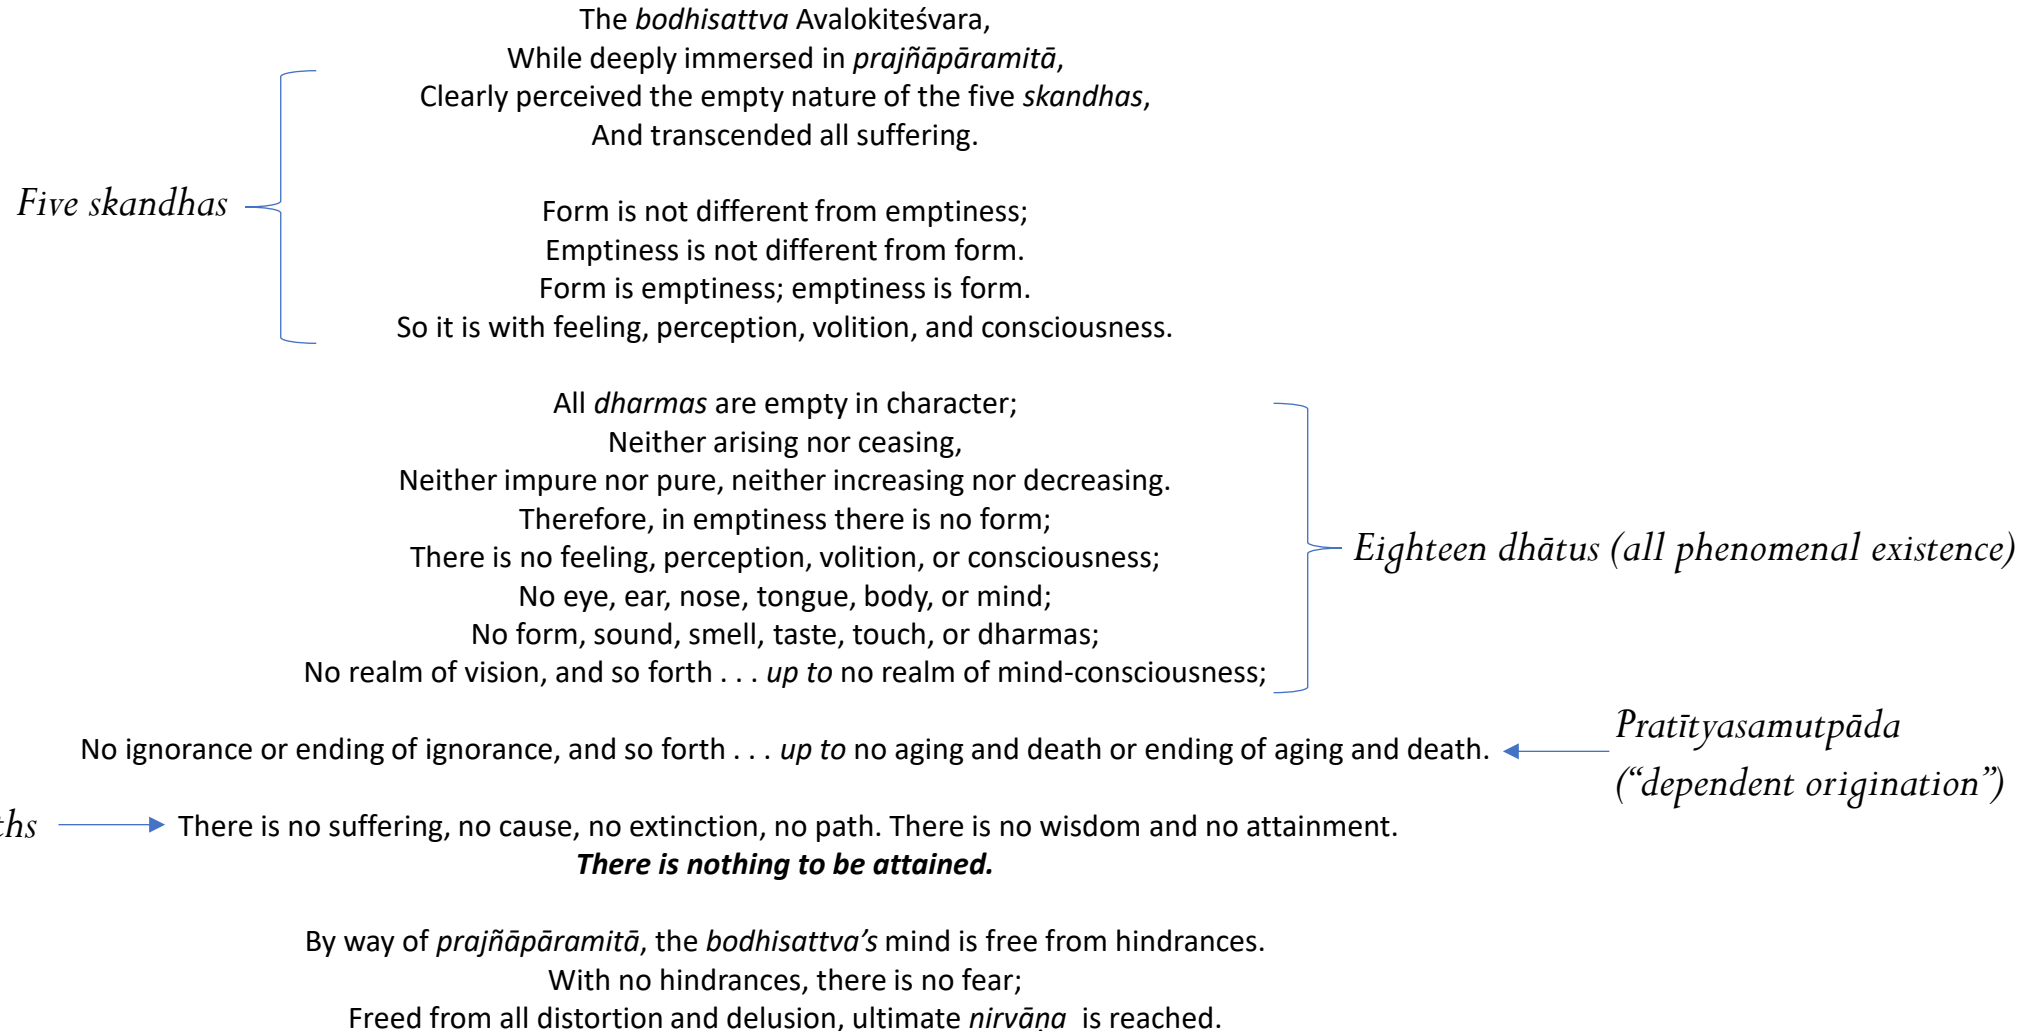 The bodhisattva Avalokiteśvara,
While deeply immersed in prajñāpāramitā,
Clearly perceived the empty nature of the five skandhas,
And transcended all suffering.
Five skandhas
Form is not different from emptiness;
Emptiness is not different from form.
Form is emptiness; emptiness is form.
So it is with feeling, perception, volition, and consciousness.
All dharmas are empty in character;
Neither arising nor ceasing,
Neither impure nor pure, neither increasing nor decreasing.
Therefore, in emptiness there is no form;
There is no feeling, perception, volition, or consciousness;
Eighteen dhātus (all phenomenal existence)
No eye, ear, nose, tongue, body, or mind;
No form, sound, smell, taste, touch, or dharmas;
No realm of vision, and so forth . . . up to no realm of mind-consciousness;
No ignorance or ending of ignorance, and so forth . . . up to no aging and death or ending of aging and death.
Pratītyasamutpāda
(“dependent origination”)
There is no suffering, no cause, no extinction, no path. There is no wisdom and no attainment.
There is nothing to be attained.
By way of prajñāpāramitā, the bodhisattva’s mind is free from hindrances.
With no hindrances, there is no fear;
Freed from all distortion and delusion, ultimate nirvāṇa is reached.